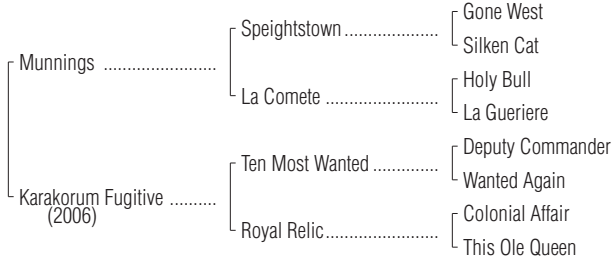 Gone West
Speightstown ....................
Silken Cat
Munnings ........................
Holy Bull
La Comete ........................
La Gueriere
Deputy Commander
Ten Most Wanted ..............
Wanted Again
Karakorum Fugitive ..........
(2006)
Colonial Affair
Royal Relic........................
This Ole Queen